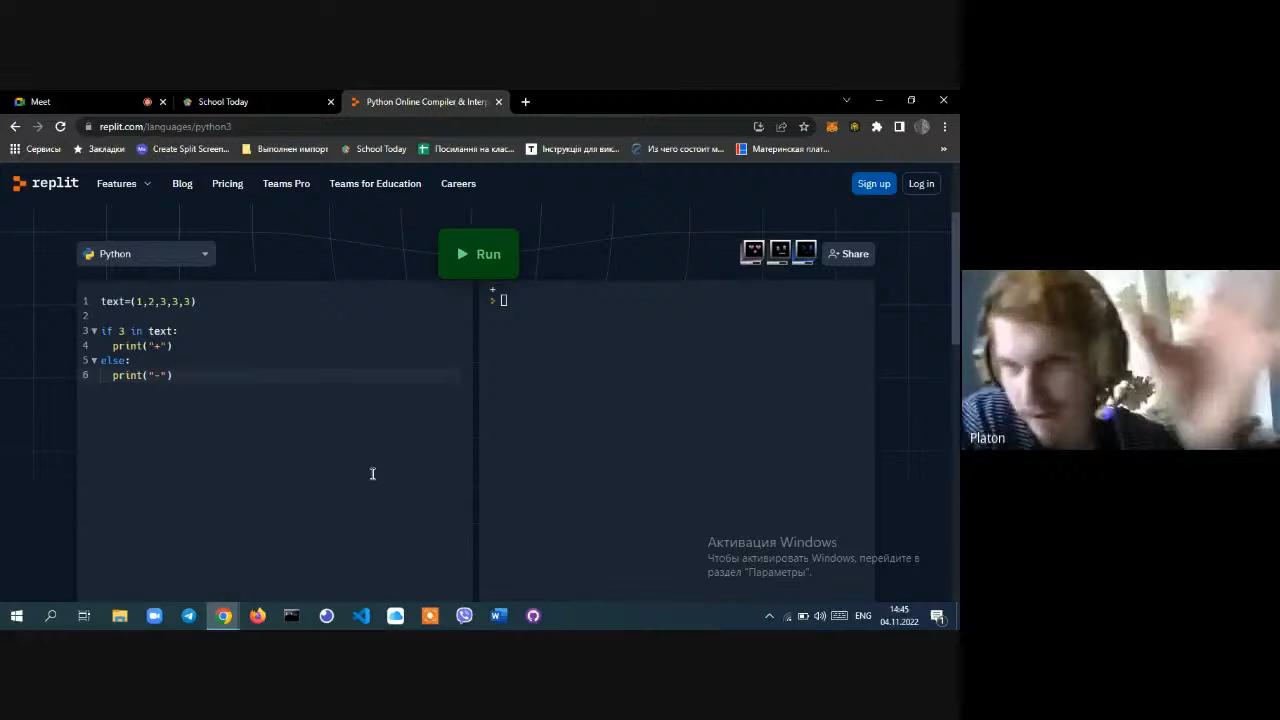 Meet
School Today
Python Online Compiler & Interp
replit.com/languages/python3
Сервисы
Закладки
Create Split Screen...
Выполнен импорт
School Today
Посилання на клас...
Інструкція для вик...
Из чего состоит м...
Материнская плат...
replit
Features
Blog
Pricing
Teams Pro
Teams for Education
Careers
Sign up
Log in
Python
Run
Share
1 text=(1,2,3,3,3)
2
3 if 3 in text:
4 print("+")
5 else:
6 print("-")
+
Platon
Активация Windows
Чтобы активировать Windows, перейдите в
раздел "Параметры".
ENG
14:45
04.11.2022
1